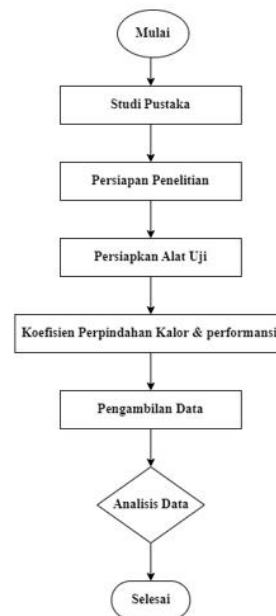 Mulai
Studi Pustaka
Persiapan Penelitian
Persiapkan Alat Uji
Koefisien Perpindahan Kalor & performansi
Pengambilan Data
Analisis Data
Selesai